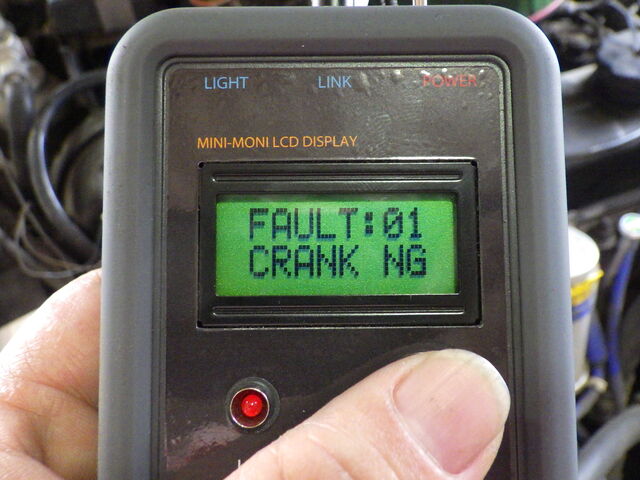 LIGHT LINK POWER
MINI-MONI LCD DISPLAY
FAULT:01
CRANK NG